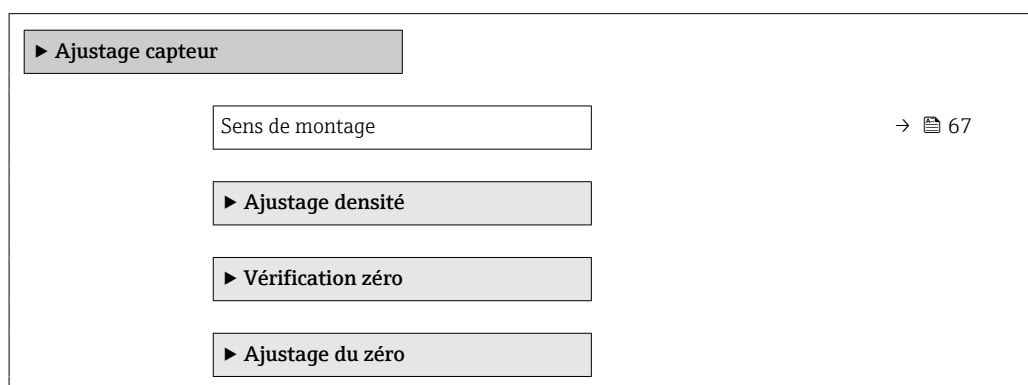 ▶ Ajustage capteur
Sens de montage → 🖺 67
▶ Ajustage densité
▶ Vérification zéro
▶ Ajustage du zéro